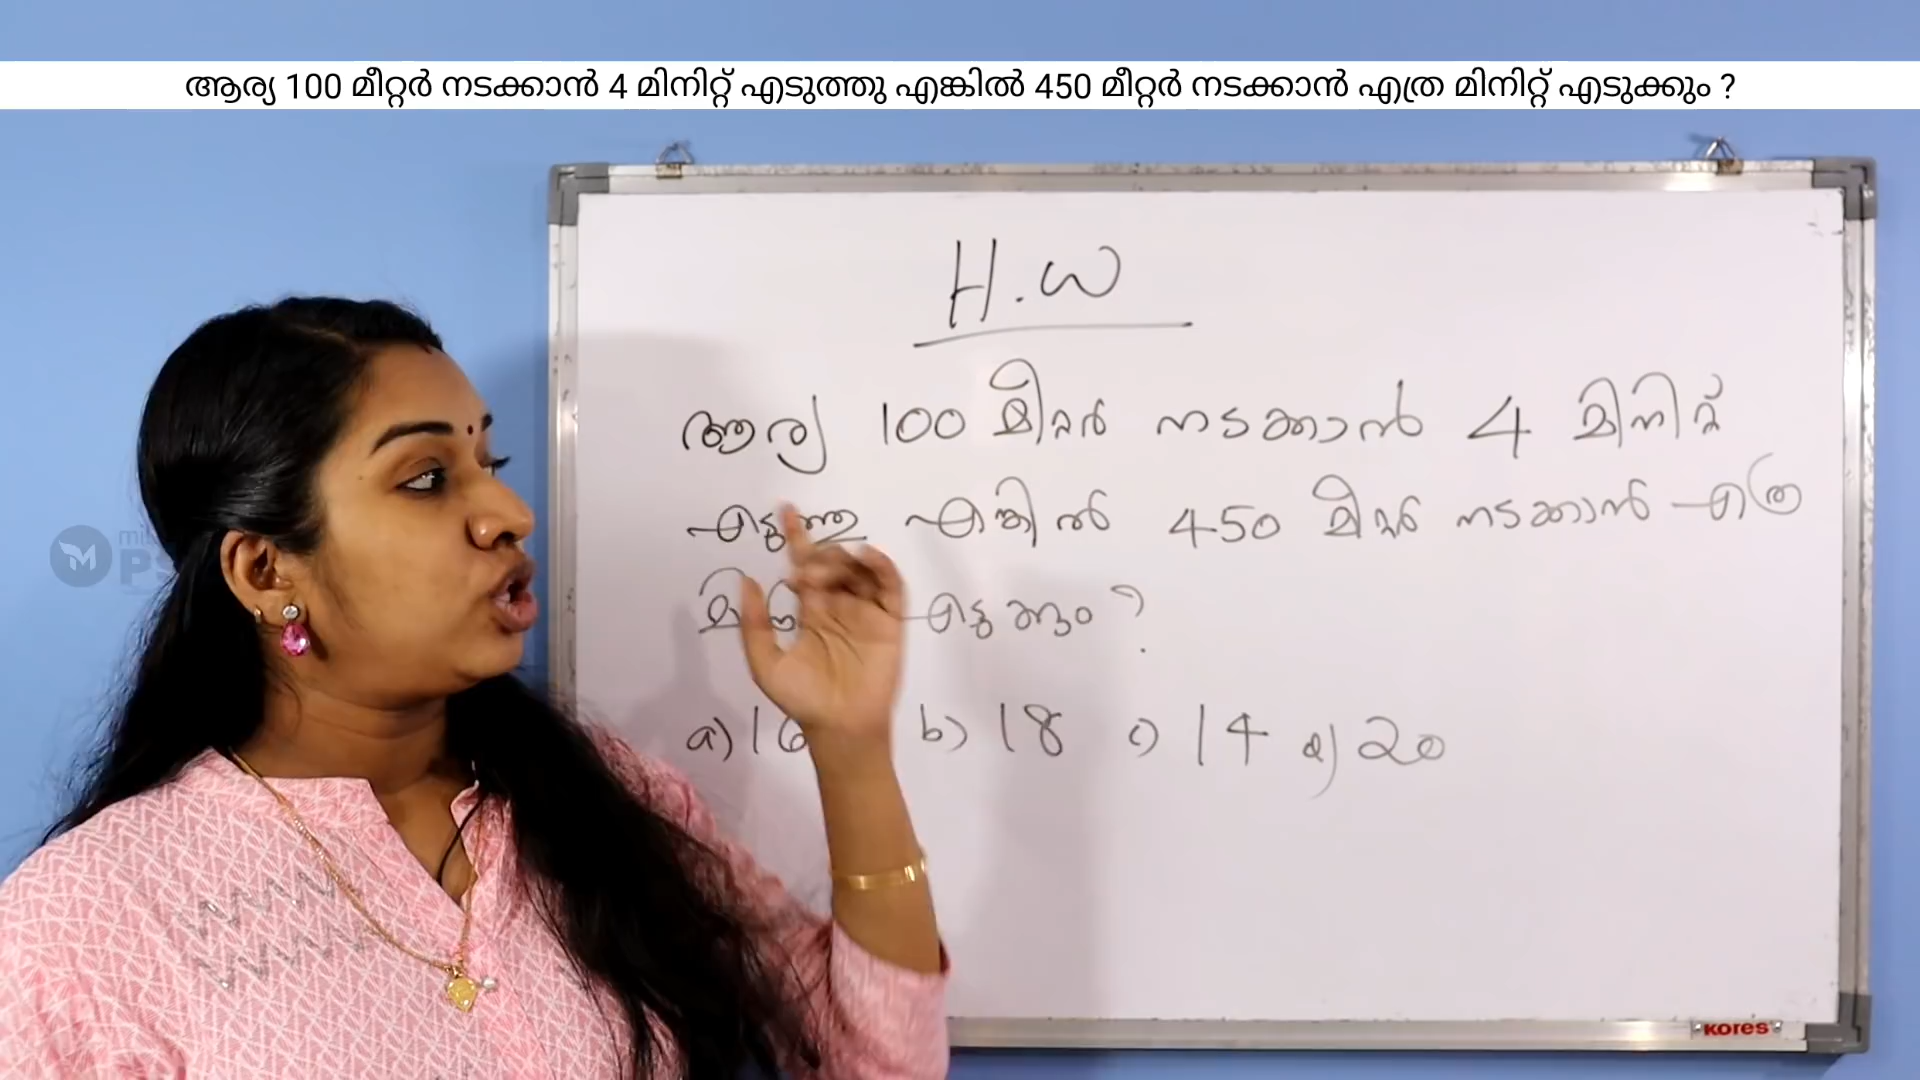 ആര്യ 100 മീറ്റർ നടക്കാൻ 4 മിനിറ്റ് എടുത്തു എങ്കിൽ 450 മീറ്റർ നടക്കാൻ എത്ര മിനിറ്റ് എടുക്കും ?
H.W
ആര്യ 100 മീറ്റർ നടക്കാൻ 4 മിനിറ്റ്
എടുത്തു എങ്കിൽ 450 മീറ്റർ നടക്കാൻ എത്ര
എടുക്കും ?
a) 16 b) 18 c) 14 d) 20
KORES